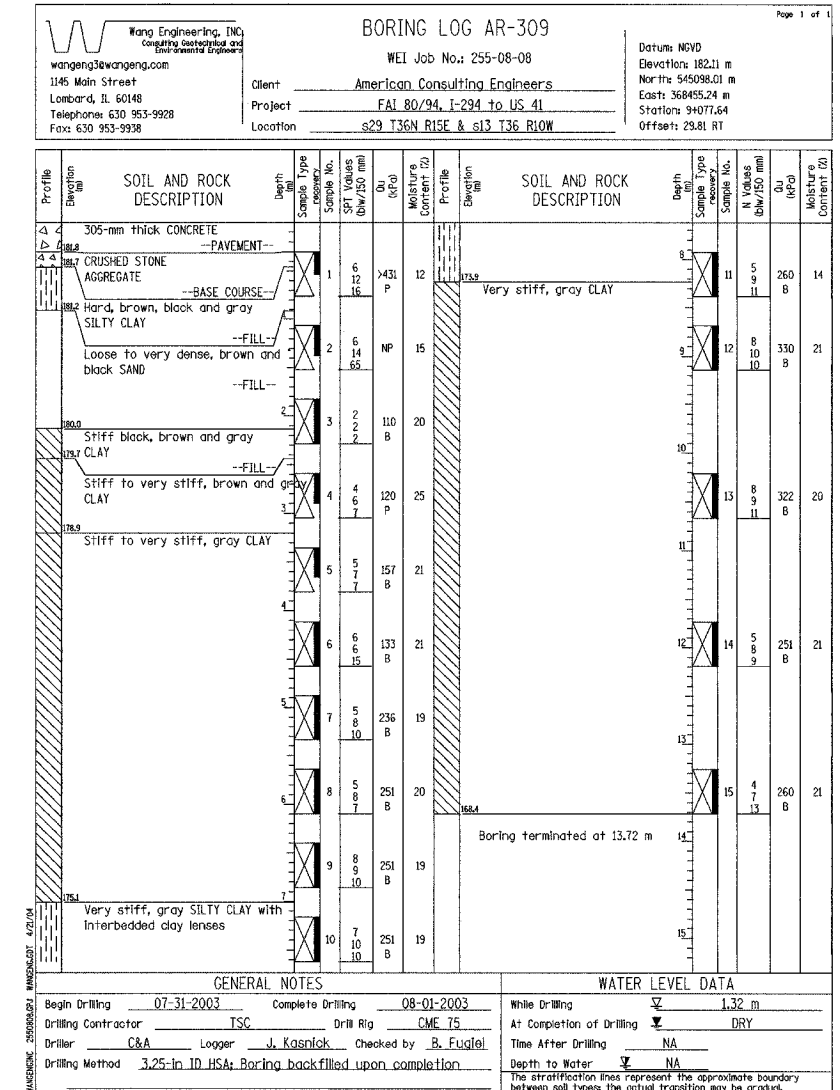 Page 1 of 1
Wang Engineering, INC.
Consulting Geotechnical and
Environmental Engineers
wangeng3@wangeng.com
1145 Main Street
Lombard, IL 60148
Telephone: 630 953-9928
Fax: 630 953-9938
BORING LOG AR-309
WEI Job No.: 255-08-08
Client American Consulting Engineers
Project FAI 80/94, I-294 to US 41
Location s29 T36N R15E & s13 T36 R10W
Datum: NGVD
Elevation: 182.11 m
North: 545098.01 m
East: 368455.24 m
Station: 9+077.64
Offset: 29.81 RT
Profile
Elevation (m)
SOIL AND ROCK
DESCRIPTION
Depth (m)
Sample Type
recovery
Sample No.
SPT Values
(blw/150 mm)
Qu
(kPa)
Moisture
Content (%)
305-mm thick CONCRETE
181.8 --PAVEMENT--
181.7 CRUSHED STONE
AGGREGATE
--BASE COURSE--
181.2 Hard, brown, black and gray
SILTY CLAY
--FILL--
Loose to very dense, brown and
black SAND
--FILL--
180.0
Stiff black, brown and gray
179.7 CLAY
--FILL--
Stiff to very stiff, brown and gray
CLAY
178.9
Stiff to very stiff, gray CLAY
175.1
Very stiff, gray SILTY CLAY with
interbedded clay lenses
1
2
3
4
5
6
7
1 6 12 16 >431 P 12
2 6 14 65 NP 15
3 2 2 2 110 B 20
4 4 6 7 120 P 25
5 5 7 7 157 B 21
6 6 6 15 133 B 21
7 5 8 10 236 B 19
8 5 8 7 251 B 20
9 8 9 10 251 B 19
10 7 10 10 251 B 19
Profile
Elevation (m)
SOIL AND ROCK
DESCRIPTION
Depth (m)
Sample Type
recovery
Sample No.
N Values
(blw/150 mm)
Qu
(kPa)
Moisture
Content (%)
173.9
Very stiff, gray CLAY
168.4
Boring terminated at 13.72 m
8
9
10
11
12
13
14
15
11 5 9 11 260 B 14
12 8 10 10 330 B 21
13 8 9 11 322 B 20
14 5 8 9 251 B 21
15 4 7 13 260 B 21
WANGENGINC 2550808.GPJ WANGENG.GDT 4/21/04
GENERAL NOTES
Begin Drilling 07-31-2003 Complete Drilling 08-01-2003
Drilling Contractor TSC Drill Rig CME 75
Driller C&A Logger J. Kasnick Checked by B. Fugiel
Drilling Method 3.25-in ID HSA; Boring backfilled upon completion
WATER LEVEL DATA
While Drilling 1.32 m
At Completion of Drilling DRY
Time After Drilling NA
Depth to Water NA
The stratification lines represent the approximate boundary
between soil types; the actual transition may be gradual.